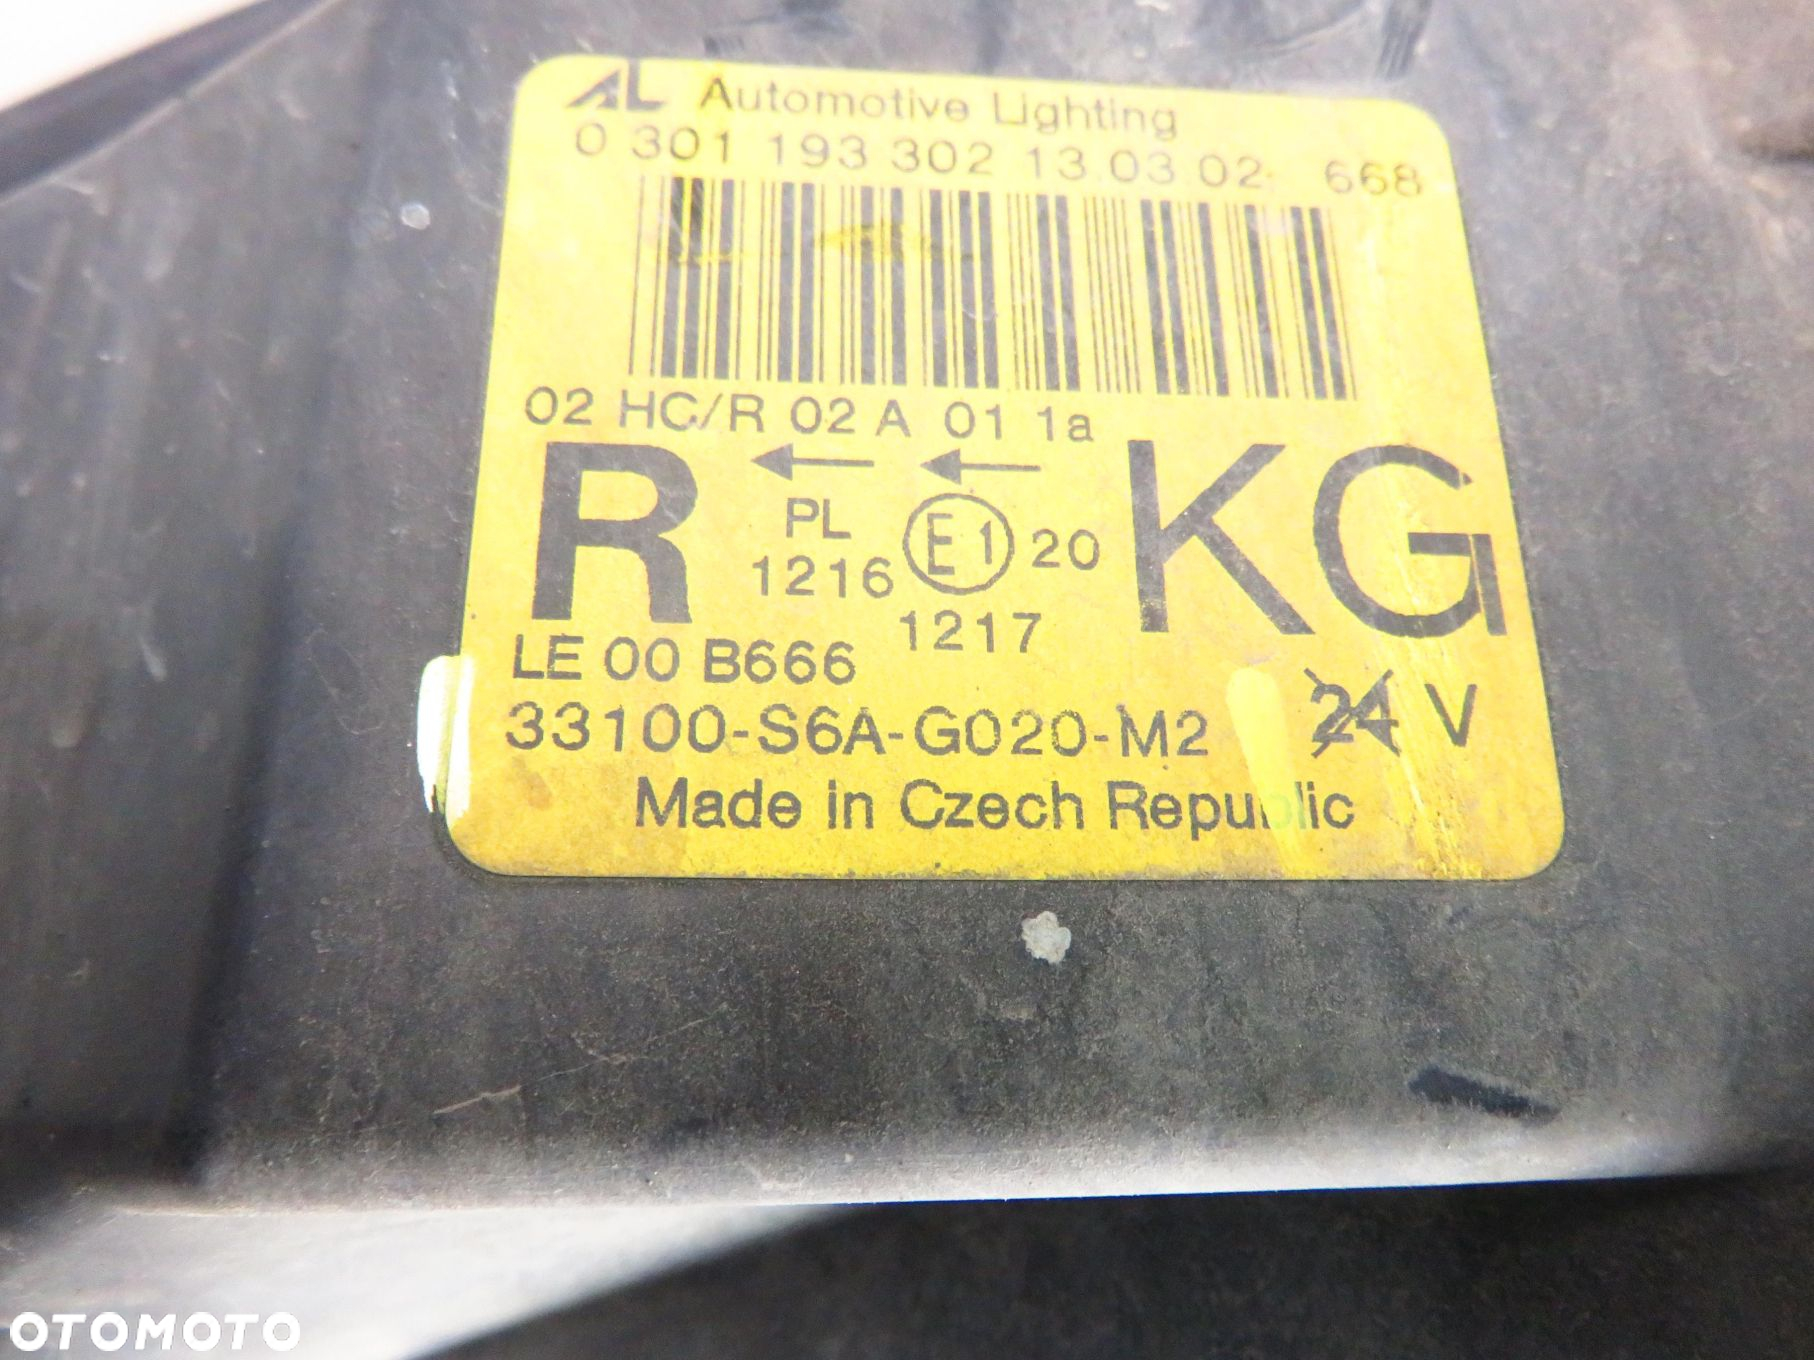 AL Automotive Lighting
0 301 193 302 13.03.02 668
02 HC/R 02 A 01 1a
R ← ← KG
PL E1 20
1216
1217
LE 00 B666
33100-S6A-G020-M2 24 V
Made in Czech Republic
OTOMOTO